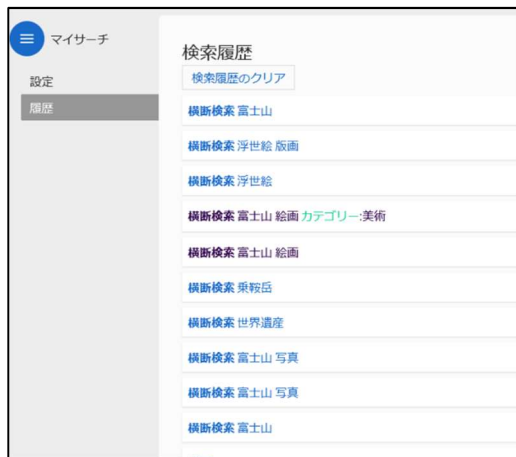 マイサーチ
設定
履歴
検索履歴
検索履歴のクリア
横断検索 富士山
横断検索 浮世絵 版画
横断検索 浮世絵
横断検索 富士山 絵画 カテゴリー:美術
横断検索 富士山 絵画
横断検索 乗鞍岳
横断検索 世界遺産
横断検索 富士山 写真
横断検索 富士山 写真
横断検索 富士山